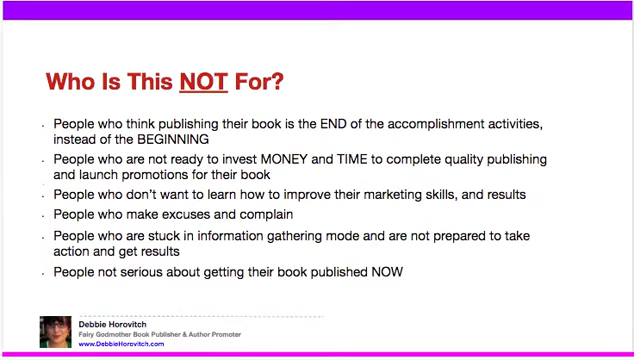 Who Is This NOT For?
· People who think publishing their book is the END of the accomplishment activities,
instead of the BEGINNING
· People who are not ready to invest MONEY and TIME to complete quality publishing
and launch promotions for their book
· People who don’t want to learn how to improve their marketing skills, and results
· People who make excuses and complain
· People who are stuck in information gathering mode and are not prepared to take
action and get results
· People not serious about getting their book published NOW
Debbie Horovitch
Fairy Godmother Book Publisher & Author Promoter
www.DebbieHorovitch.com